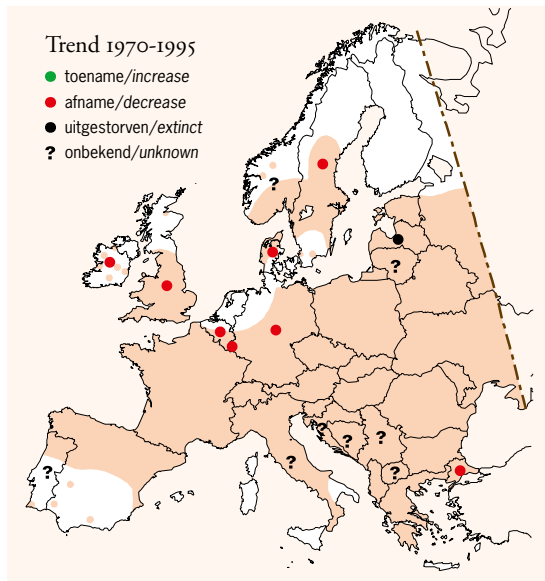 Trend 1970-1995
toename/increase
afname/decrease
uitgestorven/extinct
? onbekend/unknown
?
?
?
?
?
?
?
?